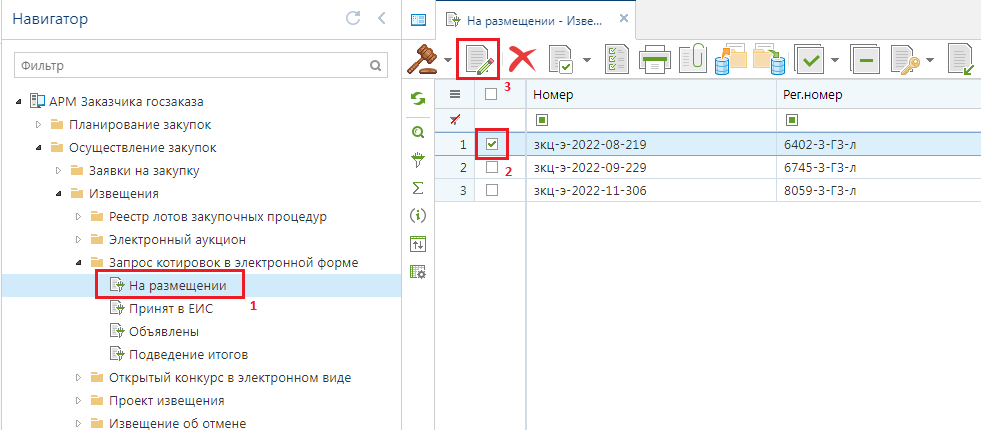 Навигатор
Фильтр
АРМ Заказчика госзаказа
Планирование закупок
Осуществление закупок
Заявки на закупку
Извещения
Реестр лотов закупочных процедур
Электронный аукцион
Запрос котировок в электронной форме
На размещении
1
Принят в ЕИС
Объявлены
Подведение итогов
Открытый конкурс в электронном виде
Проект извещения
Извещение об отмене
На размещении - Изве...
3
Номер Рег.номер
1 зкц-э-2022-08-219 6402-3-ГЗ-л
2 2 зкц-э-2022-09-229 6745-3-ГЗ-л
3 зкц-э-2022-11-306 8059-3-ГЗ-л